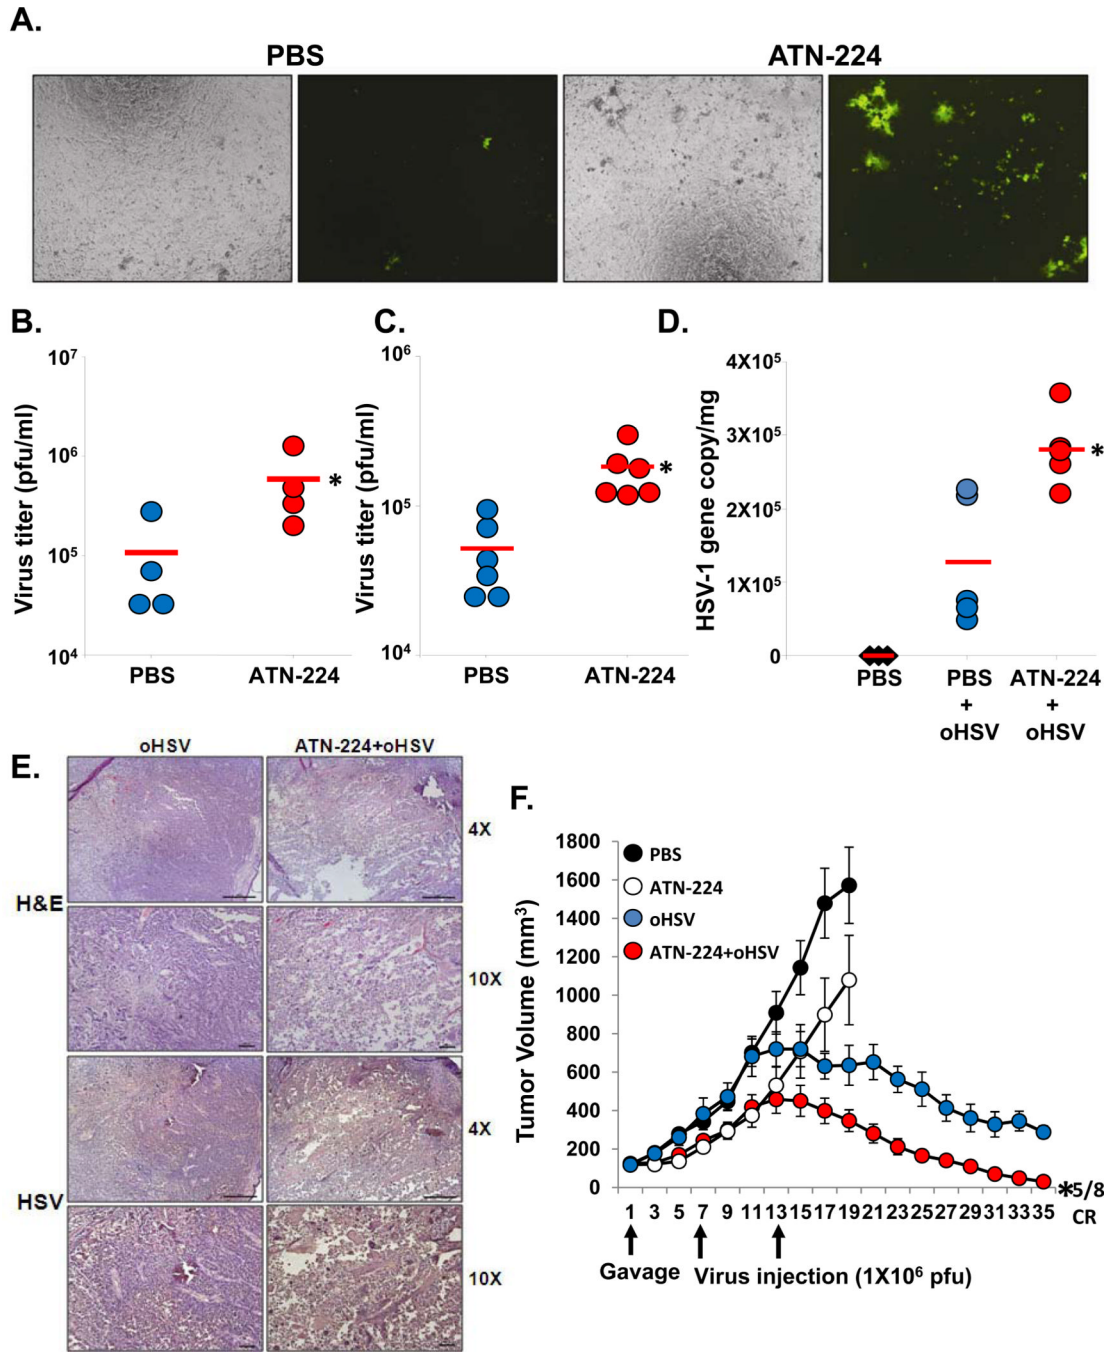 A.
PBS
ATN-224
B.
C.
D.
Virus titer (pfu/ml)
10⁷
10⁶
10⁵
10⁴
*
PBS
ATN-224
Virus titer (pfu/ml)
10⁶
10⁵
10⁴
*
PBS
ATN-224
HSV-1 gene copy/mg
4X10⁵
3X10⁵
2X10⁵
1X10⁵
0
*
PBS
PBS
+
oHSV
ATN-224
+
oHSV
E.
oHSV
ATN-224+oHSV
H&E
4X
10X
HSV
4X
10X
F.
Tumor Volume (mm³)
1800
1600
1400
1200
1000
800
600
400
200
0
PBS
ATN-224
oHSV
ATN-224+oHSV
1 3 5 7 9 11 13 15 17 19 21 23 25 27 29 31 33 35
*5/8
CR
Gavage
Virus injection (1X10⁶ pfu)